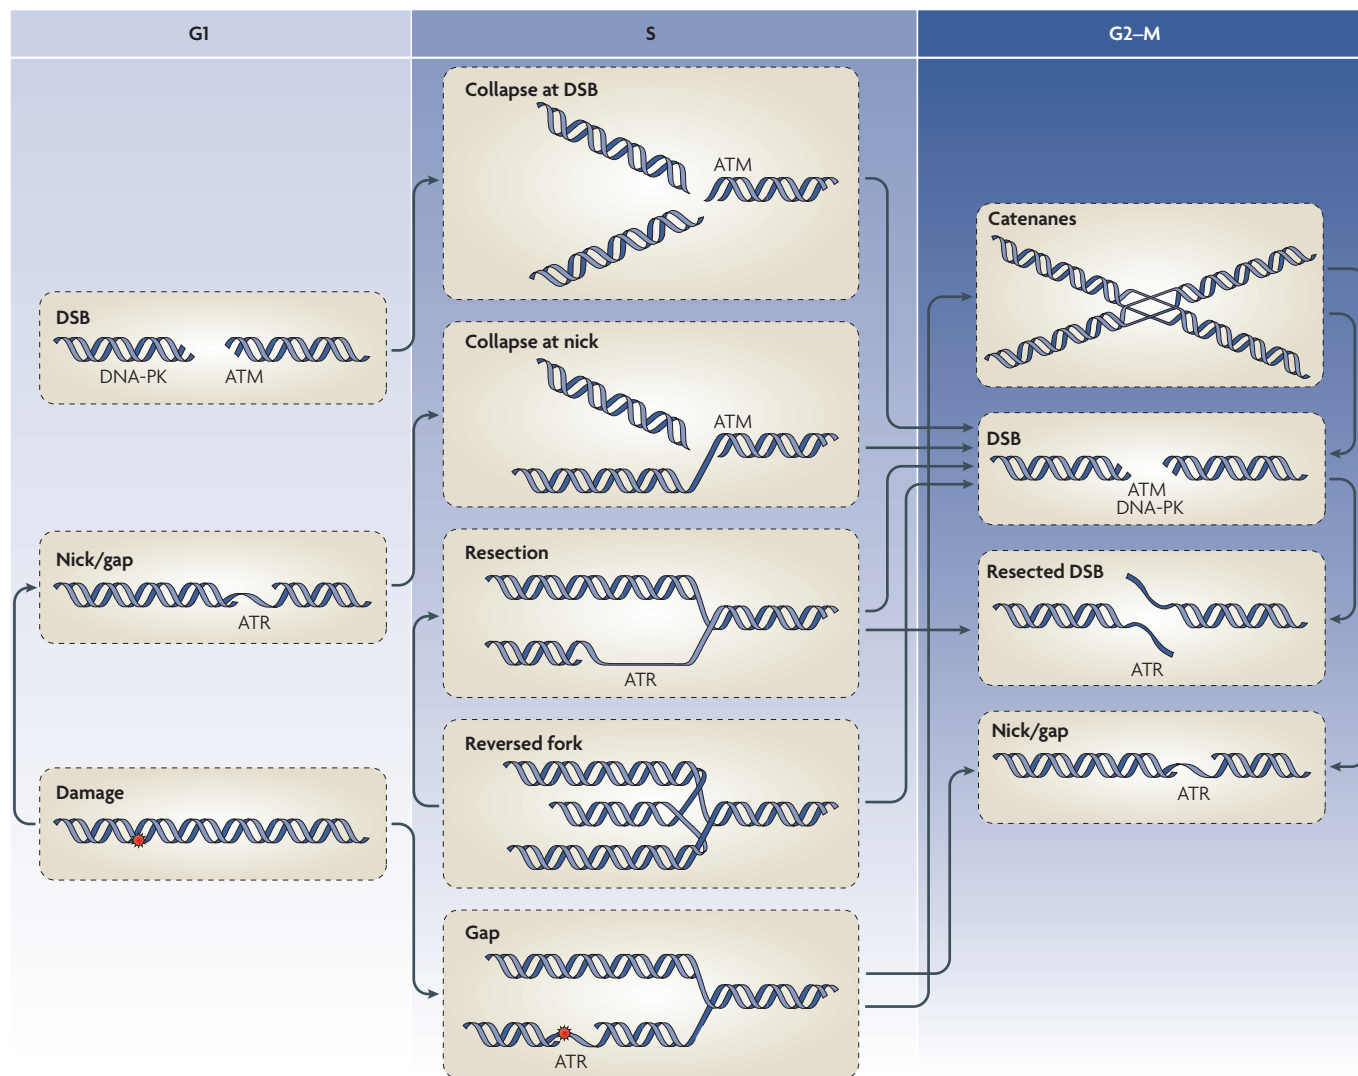 G1
S
G2–M
DSB
DNA-PK
ATM
Nick/gap
ATR
Damage
Collapse at DSB
ATM
Collapse at nick
ATM
Resection
ATR
Reversed fork
Gap
ATR
Catenanes
DSB
ATM
DNA-PK
Resected DSB
ATR
Nick/gap
ATR